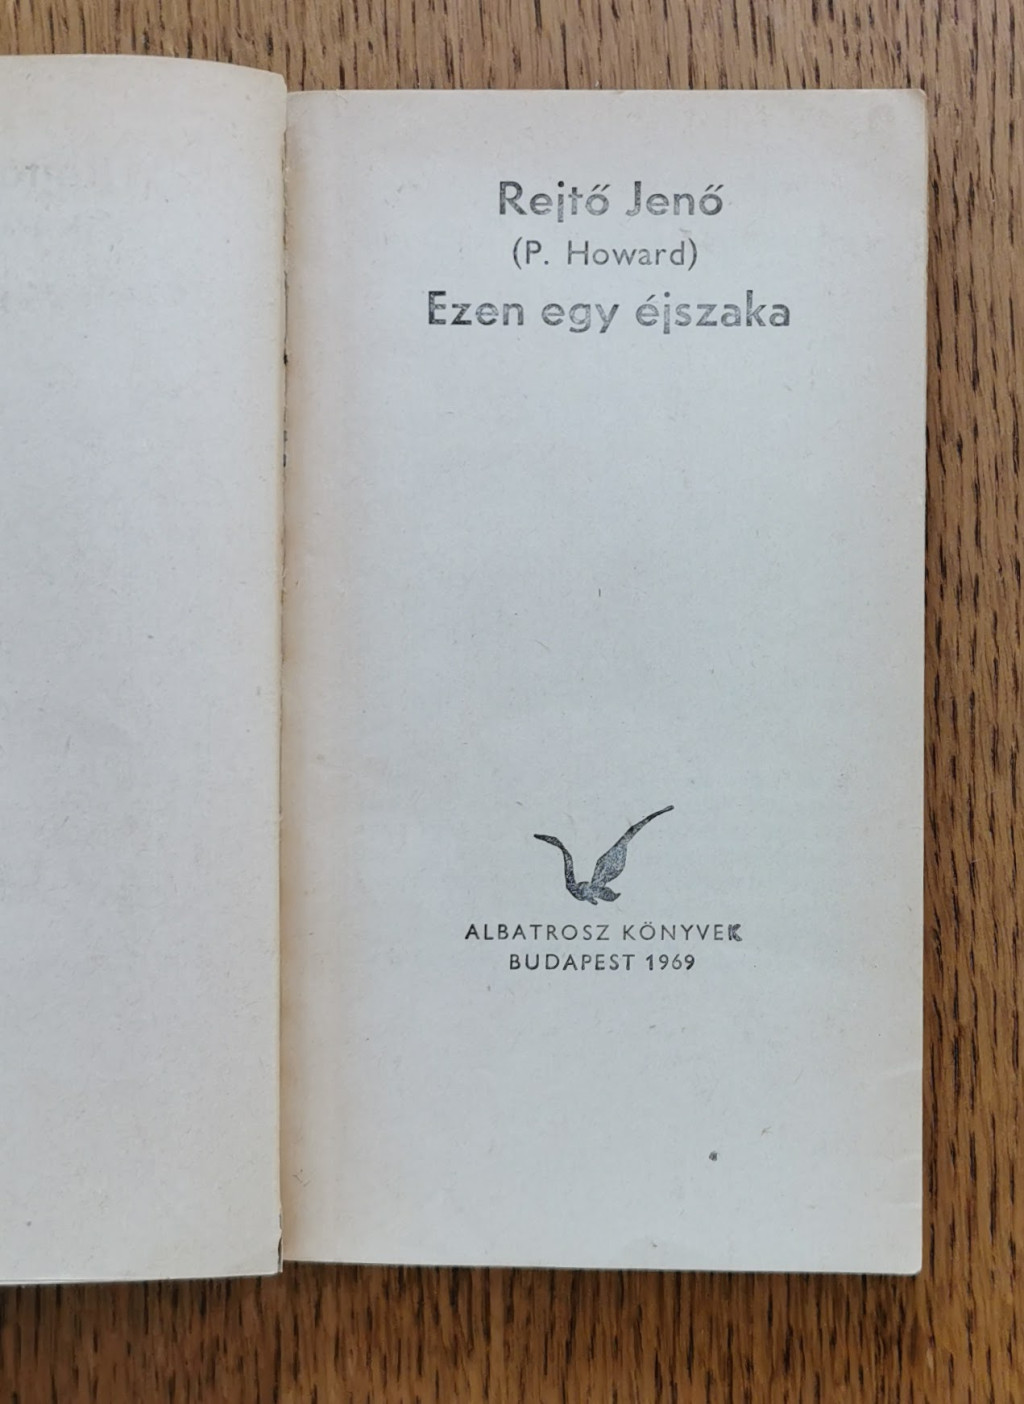 Rejtő Jenő
(P. Howard)
Ezen egy éjszaka
ALBATROSZ KÖNYVEK
BUDAPEST 1969